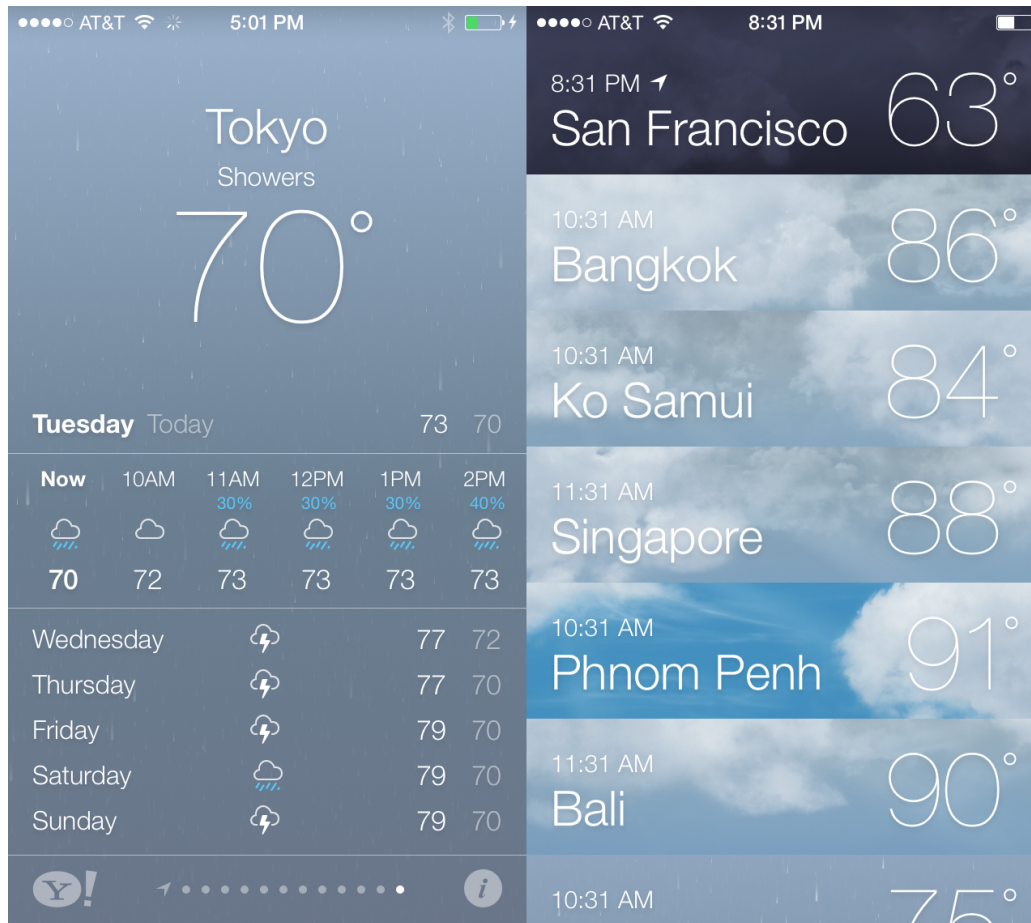 AT&T 5:01 PM
Tokyo
Showers
70°
Tuesday Today 73 70
Now 10AM 11AM 12PM 1PM 2PM
30% 30% 30% 40%
70 72 73 73 73 73
Wednesday 77 72
Thursday 77 70
Friday 79 70
Saturday 79 70
Sunday 79 70
Y! i
AT&T 8:31 PM
8:31 PM
San Francisco 63°
10:31 AM
Bangkok 86°
10:31 AM
Ko Samui 84°
11:31 AM
Singapore 88°
10:31 AM
Phnom Penh 91°
11:31 AM
Bali 90°
10:31 AM
75°